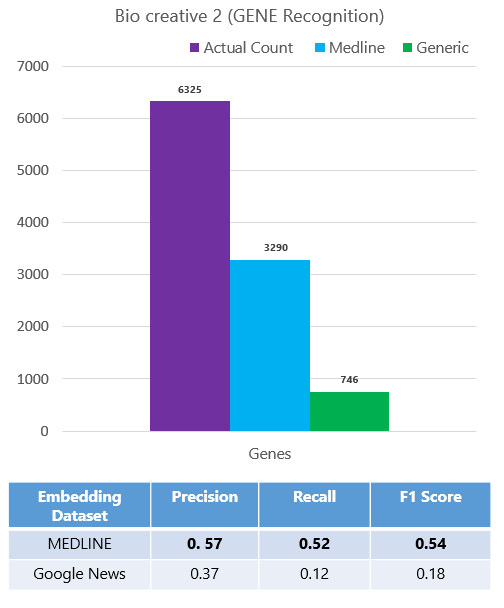 Bio creative 2 (GENE Recognition)
Actual Count Medline Generic
7000
6325
6000
5000
4000
3290
3000
2000
746
1000
0
Genes
Embedding Dataset Precision Recall F1 Score
MEDLINE 0. 57 0.52 0.54
Google News 0.37 0.12 0.18